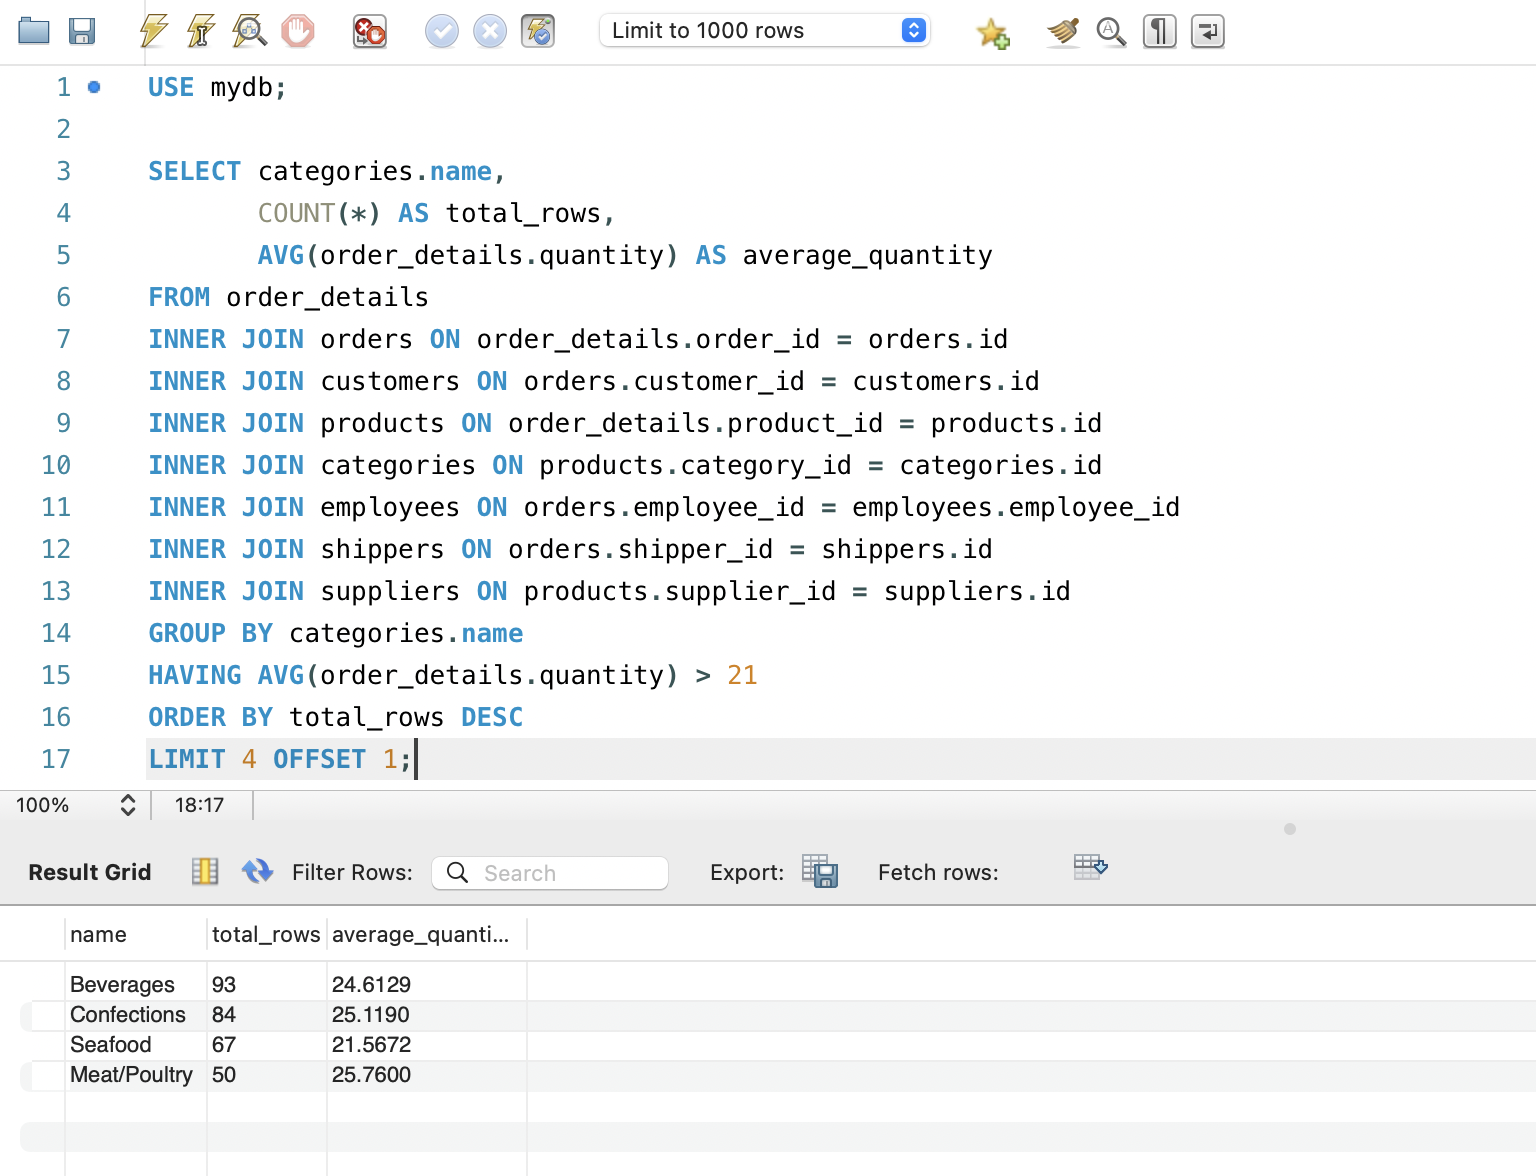 Limit to 1000 rows
1 USE mydb;
2
3 SELECT categories.name,
4 COUNT(*) AS total_rows,
5 AVG(order_details.quantity) AS average_quantity
6 FROM order_details
7 INNER JOIN orders ON order_details.order_id = orders.id
8 INNER JOIN customers ON orders.customer_id = customers.id
9 INNER JOIN products ON order_details.product_id = products.id
10 INNER JOIN categories ON products.category_id = categories.id
11 INNER JOIN employees ON orders.employee_id = employees.employee_id
12 INNER JOIN shippers ON orders.shipper_id = shippers.id
13 INNER JOIN suppliers ON products.supplier_id = suppliers.id
14 GROUP BY categories.name
15 HAVING AVG(order_details.quantity) > 21
16 ORDER BY total_rows DESC
17 LIMIT 4 OFFSET 1;
100% 18:17
Result Grid Filter Rows: Search Export: Fetch rows:
name total_rows average_quanti...
Beverages 93 24.6129
Confections 84 25.1190
Seafood 67 21.5672
Meat/Poultry 50 25.7600